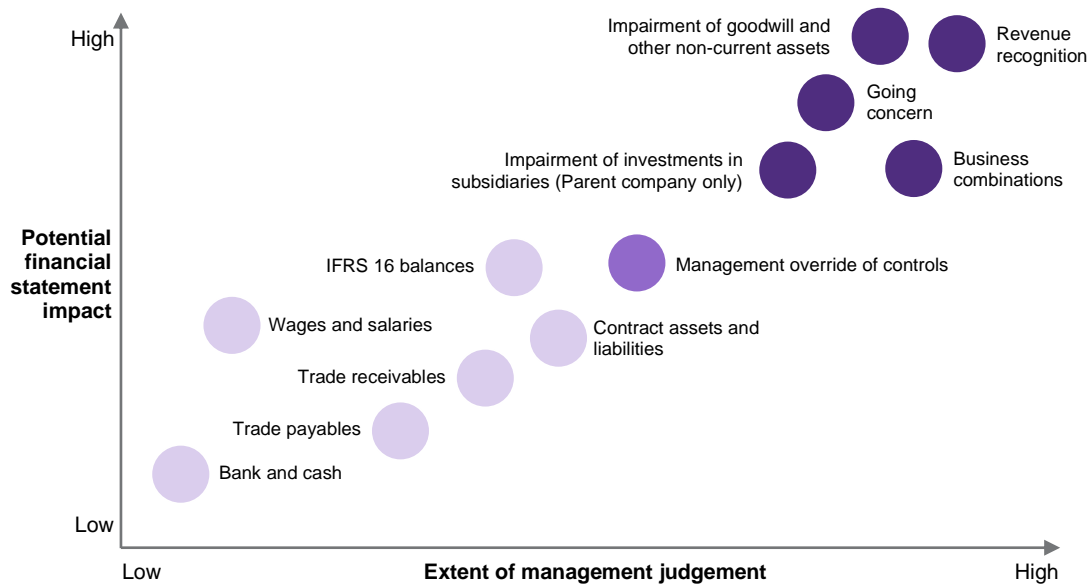 High
Impairment of goodwill and
other non-current assets
Revenue
recognition
Going
concern
Impairment of investments in
subsidiaries (Parent company only)
Business
combinations
Potential
financial
statement
impact
IFRS 16 balances
Management override of controls
Wages and salaries
Contract assets and
liabilities
Trade receivables
Trade payables
Bank and cash
Low
Low
Extent of management judgement
High